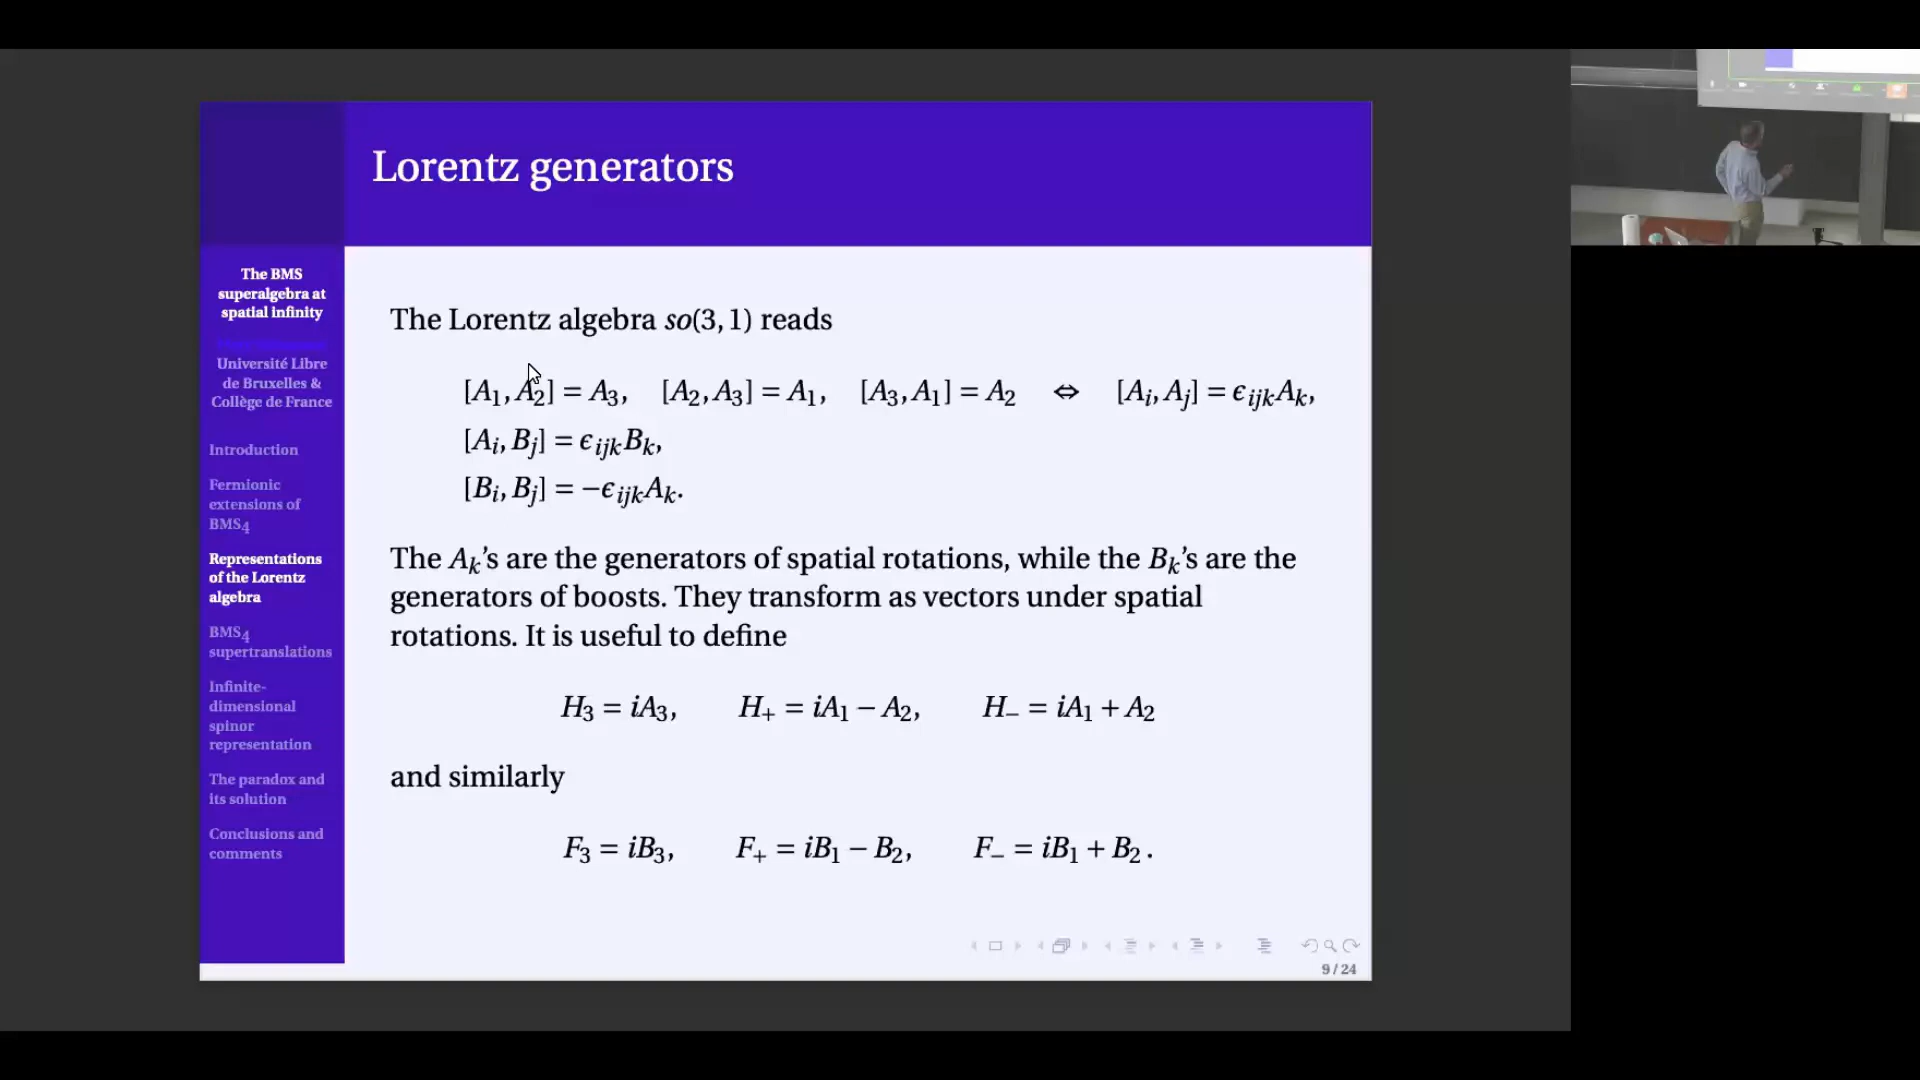 Lorentz generators
The BMS
superalgebra at
spatial infinity
Université Libre
de Bruxelles &
Collège de France
Introduction
Fermionic
extensions of
BMS₄
Representations
of the Lorentz
algebra
BMS₄
supertranslations
Infinite-
dimensional
spinor
representation
The paradox and
its solution
Conclusions and
comments
The Lorentz algebra so(3,1) reads
[A₁, A₂] = A₃, [A₂, A₃] = A₁, [A₃, A₁] = A₂ ⇔ [Aᵢ, Aⱼ] = ϵᵢⱼₖAₖ,
[Aᵢ, Bⱼ] = ϵᵢⱼₖBₖ,
[Bᵢ, Bⱼ] = −ϵᵢⱼₖAₖ.
The Aₖ's are the generators of spatial rotations, while the Bₖ's are the
generators of boosts. They transform as vectors under spatial
rotations. It is useful to define
H₃ = iA₃, H₊ = iA₁ − A₂, H₋ = iA₁ + A₂
and similarly
F₃ = iB₃, F₊ = iB₁ − B₂, F₋ = iB₁ + B₂.
9 / 24